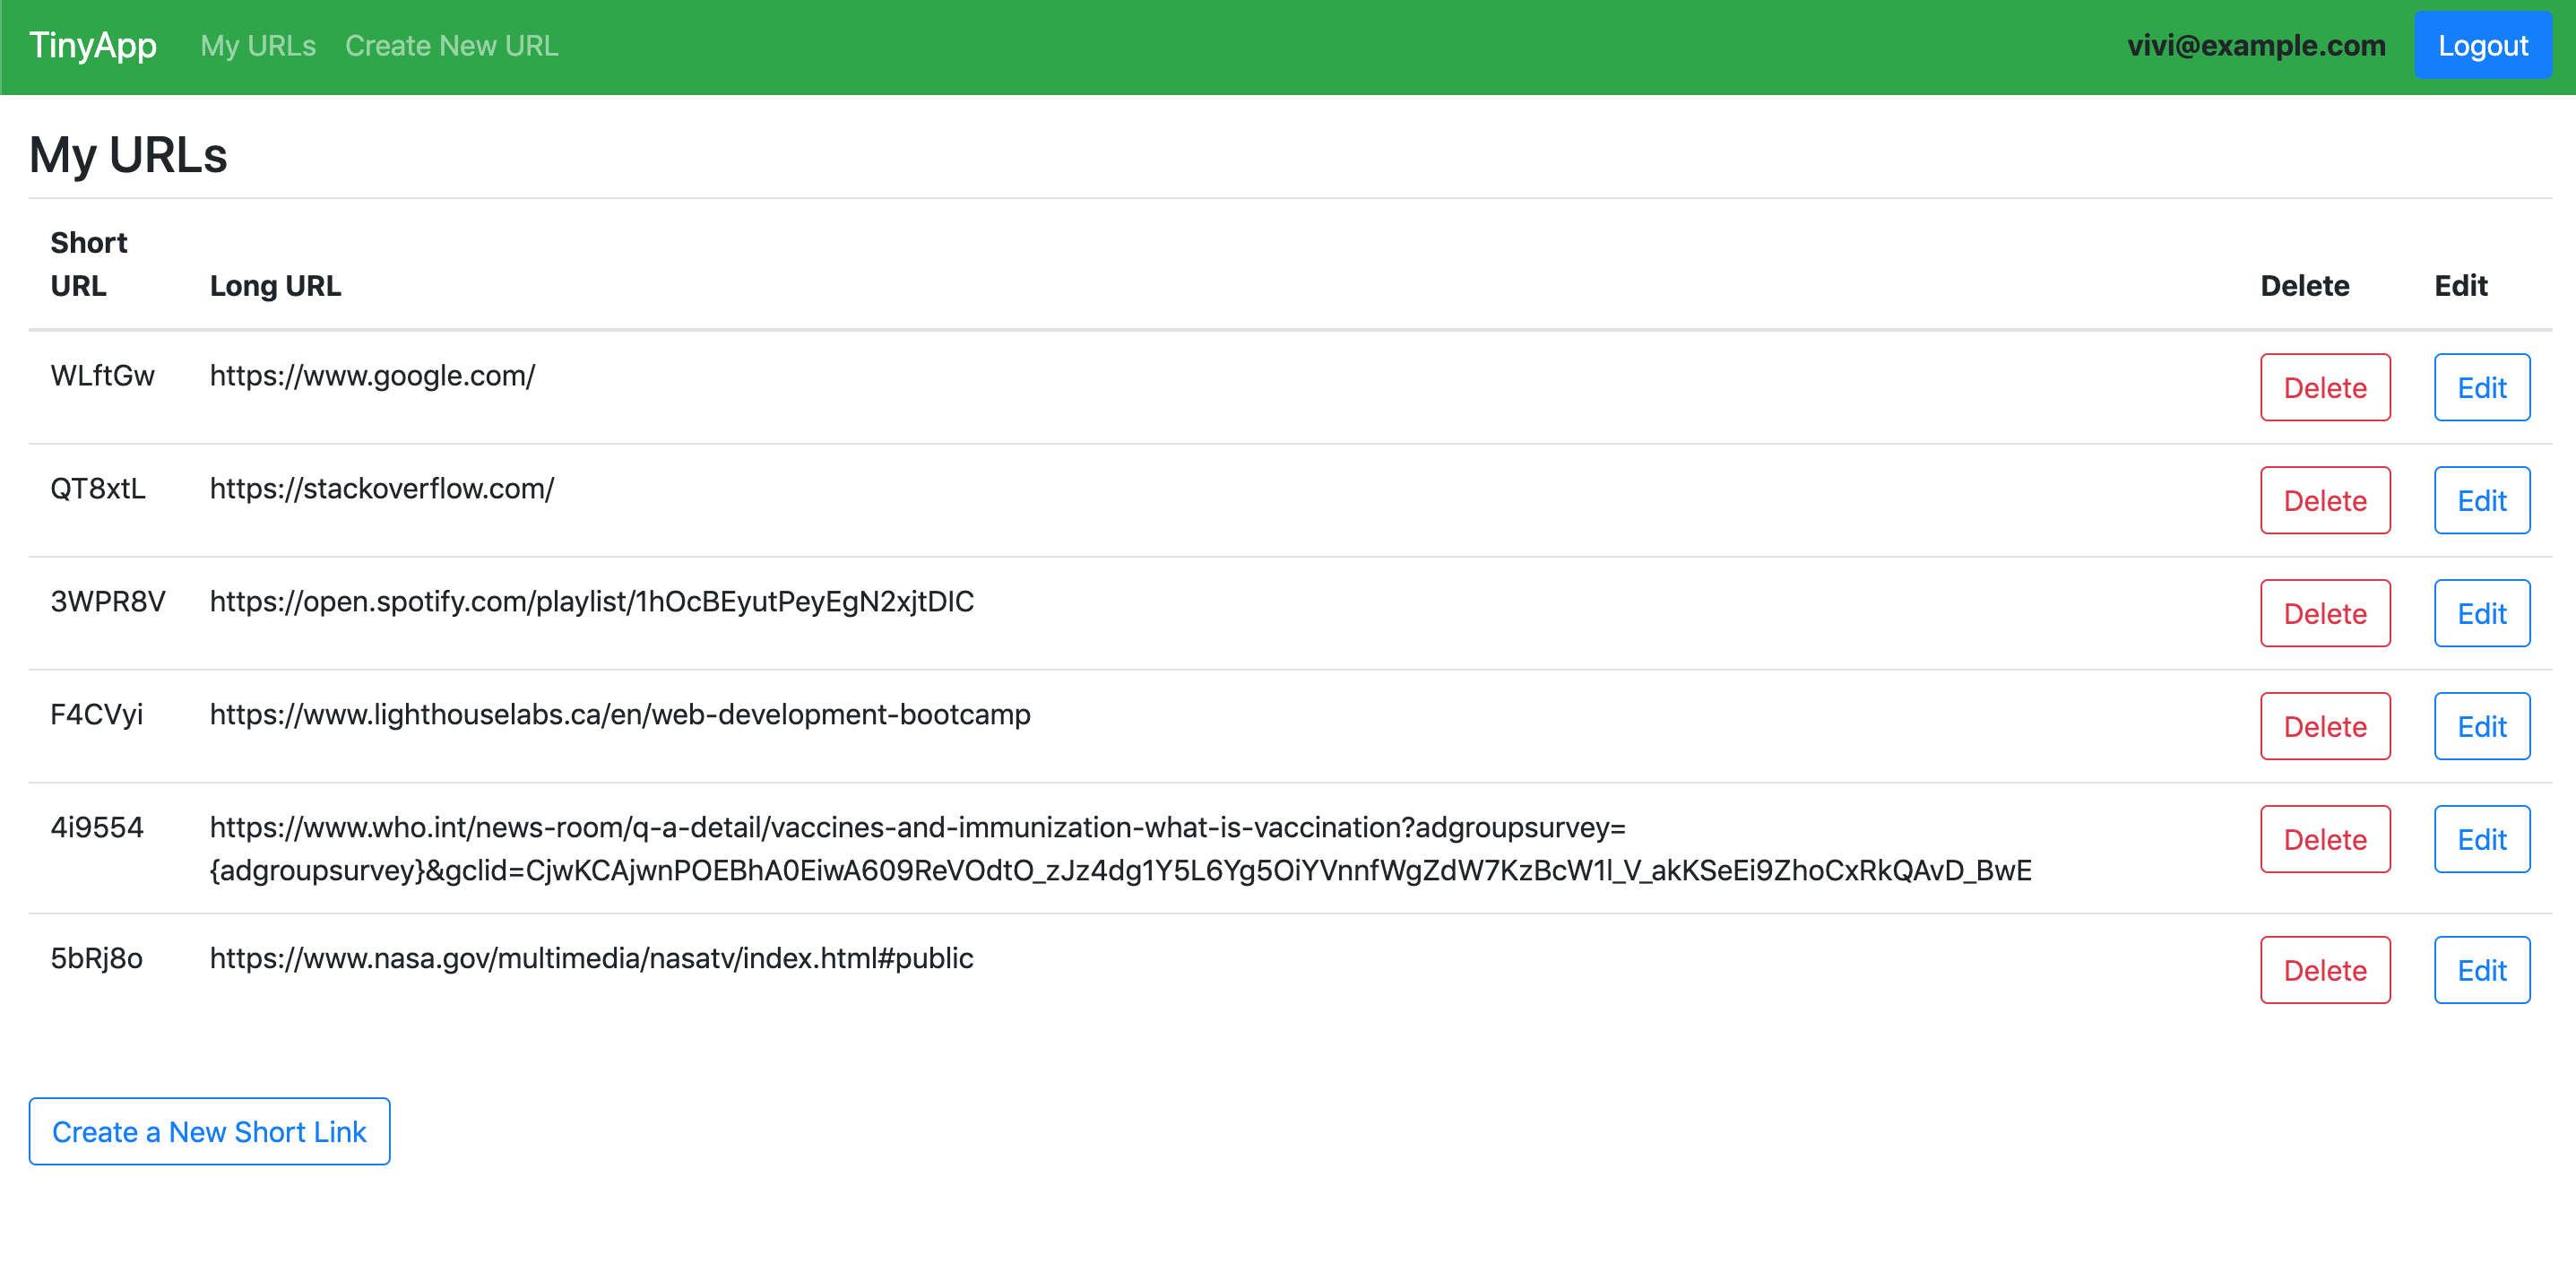 TinyApp My URLs Create New URL vivi@example.com Logout
My URLs
Short
URL Long URL Delete Edit
WLftGw https://www.google.com/ Delete Edit
QT8xtL https://stackoverflow.com/ Delete Edit
3WPR8V https://open.spotify.com/playlist/1hOcBEyutPeyEgN2xjtDIC Delete Edit
F4CVyi https://www.lighthouselabs.ca/en/web-development-bootcamp Delete Edit
4i9554 https://www.who.int/news-room/q-a-detail/vaccines-and-immunization-what-is-vaccination?adgroupsurvey= Delete Edit
{adgroupsurvey}&gclid=CjwKCAjwnPOEBhA0EiwA609ReVOdtO_zJz4dg1Y5L6Yg5OiYVnnfWgZdW7KzBcW1l_V_akKSeEi9ZhoCxRkQAvD_BwE
5bRj8o https://www.nasa.gov/multimedia/nasatv/index.html#public Delete Edit
Create a New Short Link